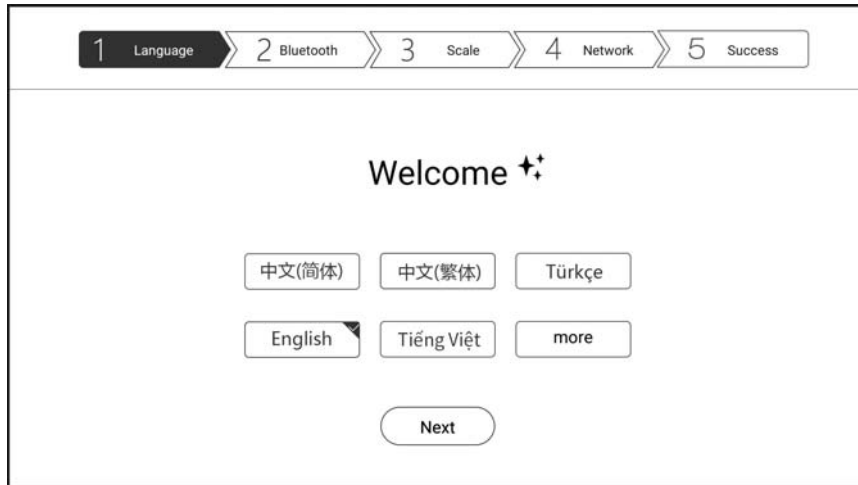 1 Language 2 Bluetooth 3 Scale 4 Network 5 Success
Welcome
中文(简体) 中文(繁体) Türkçe
English Tiếng Việt more
Next